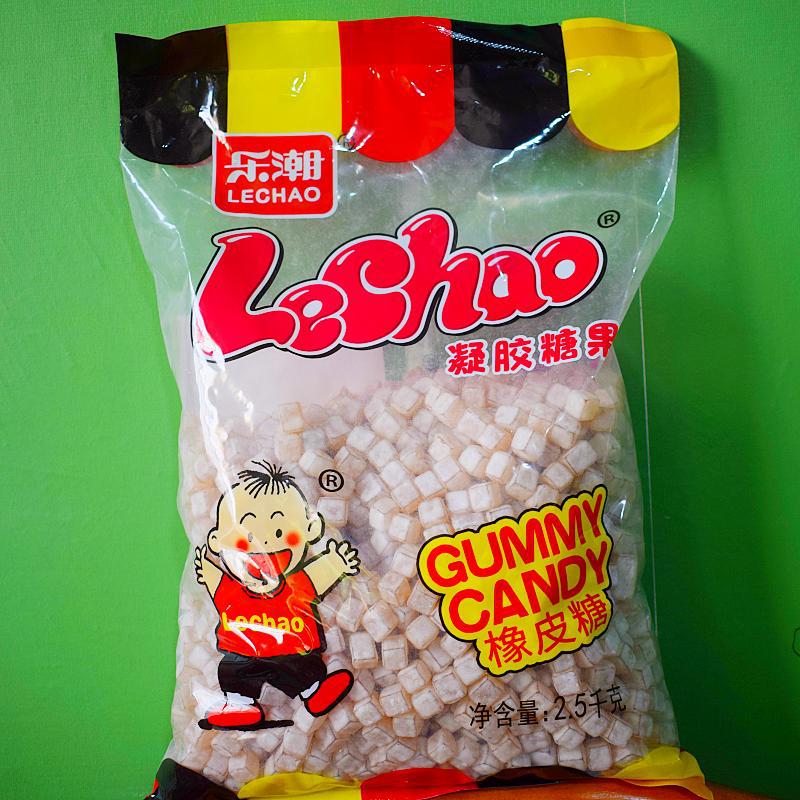 乐潮
®
LECHAO
LeChao®
凝胶糖果
®
GUMMY
CANDY
橡皮糖
Lechao
净含量:2.5千克